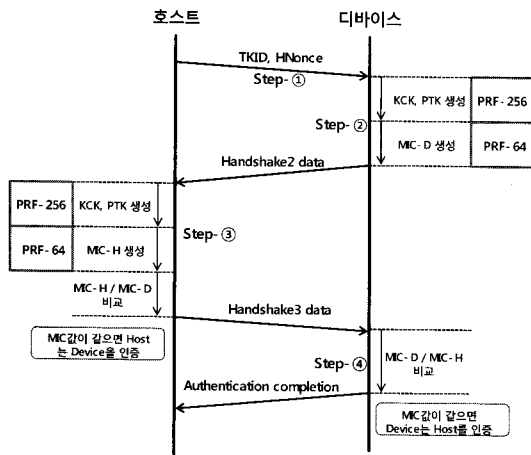 호스트
디바이스
TKID, HNonce
Step-①
KCK, PTK 생성
PRF-256
Step-②
MIC-D 생성
PRF-64
Handshake2 data
PRF-256
KCK, PTK 생성
Step-③
PRF-64
MIC-H 생성
MIC-H / MIC-D
비교
Handshake3 data
MIC값이 같으면 Host
는 Device을 인증
Step-④
MIC-D / MIC-H
비교
Authentication completion
MIC값이 같으면
Device는 Host를 인증